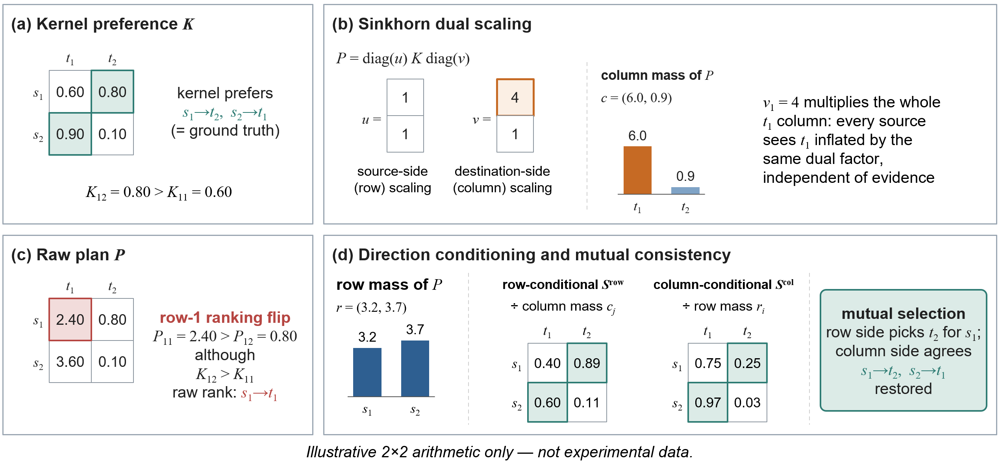 (a) Kernel preference K
t₁ t₂
s₁ 0.60 0.80
s₂ 0.90 0.10
kernel prefers
s₁→t₂, s₂→t₁
(= ground truth)
K₁₂ = 0.80 > K₁₁ = 0.60
(b) Sinkhorn dual scaling
P = diag(u) K diag(v)
u =
1
1
source-side
(row) scaling
v =
4
1
destination-side
(column) scaling
column mass of P
c = (6.0, 0.9)
6.0
0.9
t₁ t₂
v₁ = 4 multiplies the whole
t₁ column: every source
sees t₁ inflated by the
same dual factor,
independent of evidence
(c) Raw plan P
t₁ t₂
s₁ 2.40 0.80
s₂ 3.60 0.10
row-1 ranking flip
P₁₁ = 2.40 > P₁₂ = 0.80
although
K₁₂ > K₁₁
raw rank: s₁→t₁
(d) Direction conditioning and mutual consistency
row mass of P
r = (3.2, 3.7)
3.2
3.7
s₁ s₂
row-conditional Sʳᵒʷ
÷ column mass cⱼ
t₁ t₂
s₁ 0.40 0.89
s₂ 0.60 0.11
column-conditional Sᶜᵒˡ
÷ row mass rᵢ
t₁ t₂
s₁ 0.75 0.25
s₂ 0.97 0.03
mutual selection
row side picks t₂ for s₁;
column side agrees
s₁→t₂, s₂→t₁
restored
Illustrative 2×2 arithmetic only — not experimental data.